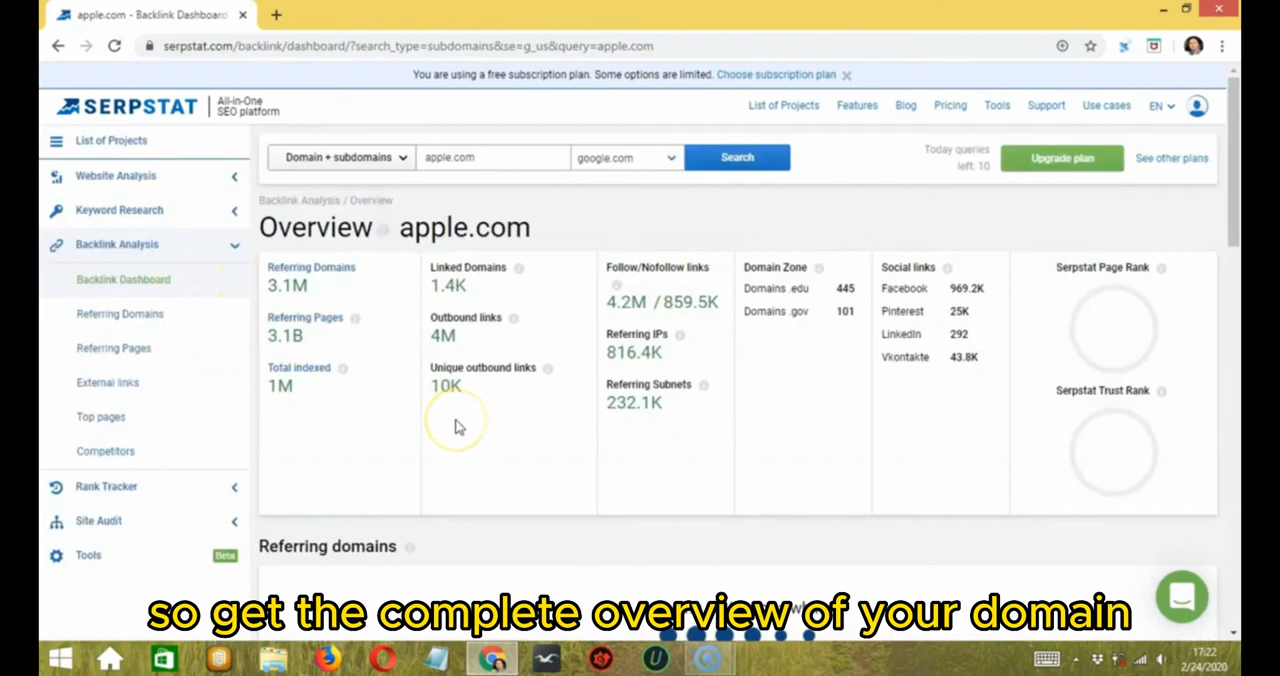 apple.com - Backlink Dashboard
serpstat.com/backlink/dashboard/?search_type=subdomains&se=g_us&query=apple.com
You are using a free subscription plan. Some options are limited. Choose subscription plan
SERPSTAT
All-in-One
SEO platform
List of Projects
Features
Blog
Pricing
Tools
Support
Use cases
EN
List of Projects
Website Analysis
Keyword Research
Backlink Analysis
Backlink Dashboard
Referring Domains
Referring Pages
External links
Top pages
Competitors
Rank Tracker
Site Audit
Tools
Beta
Domain + subdomains
apple.com
google.com
Search
Today queries
left: 10
Upgrade plan
See other plans
Backlink Analysis / Overview
Overview apple.com
Referring Domains
3.1M
Referring Pages
3.1B
Total indexed
1M
Linked Domains
1.4K
Outbound links
4M
Unique outbound links
10K
Follow/Nofollow links
4.2M / 859.5K
Referring IPs
816.4K
Referring Subnets
232.1K
Domain Zone
Domains .edu 445
Domains .gov 101
Social links
Facebook 969.2K
Pinterest 25K
LinkedIn 292
Vkontakte 43.8K
Serpstat Page Rank
Serpstat Trust Rank
Referring domains
so get the complete overview of your domain
17:22
2/24/2020